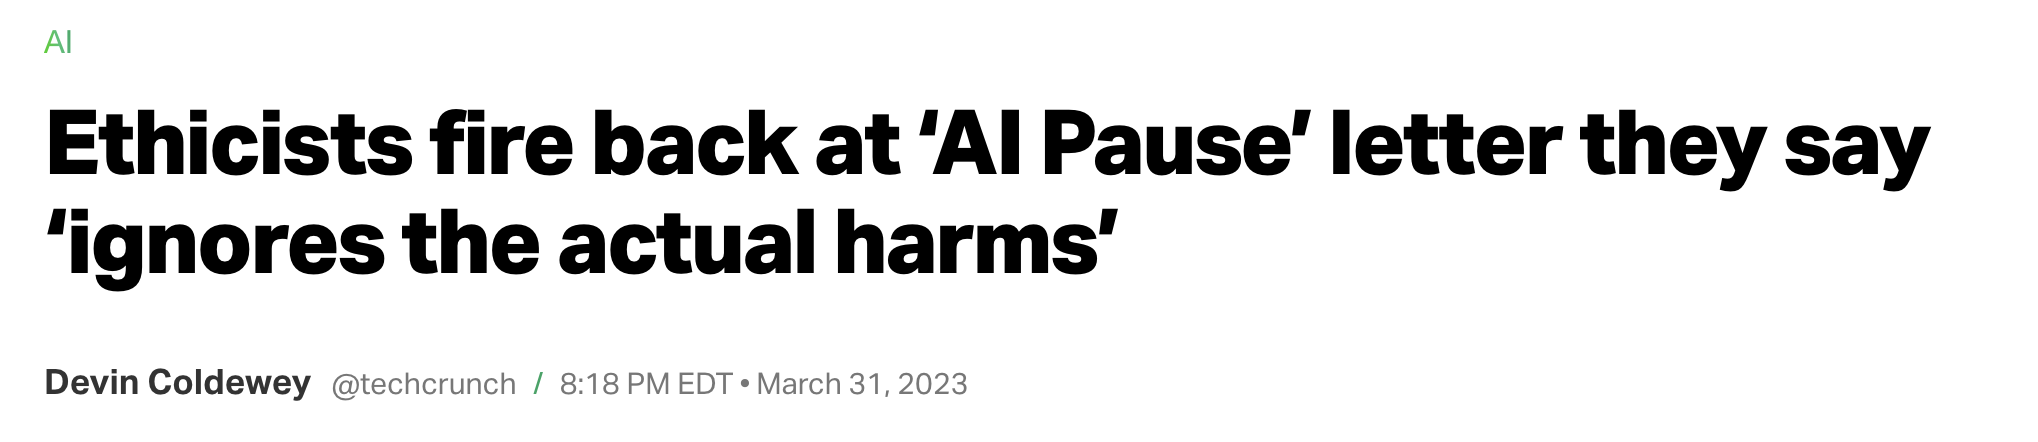 AI
Ethicists fire back at ‘AI Pause’ letter they say
‘ignores the actual harms’
Devin Coldewey @techcrunch / 8:18 PM EDT • March 31, 2023